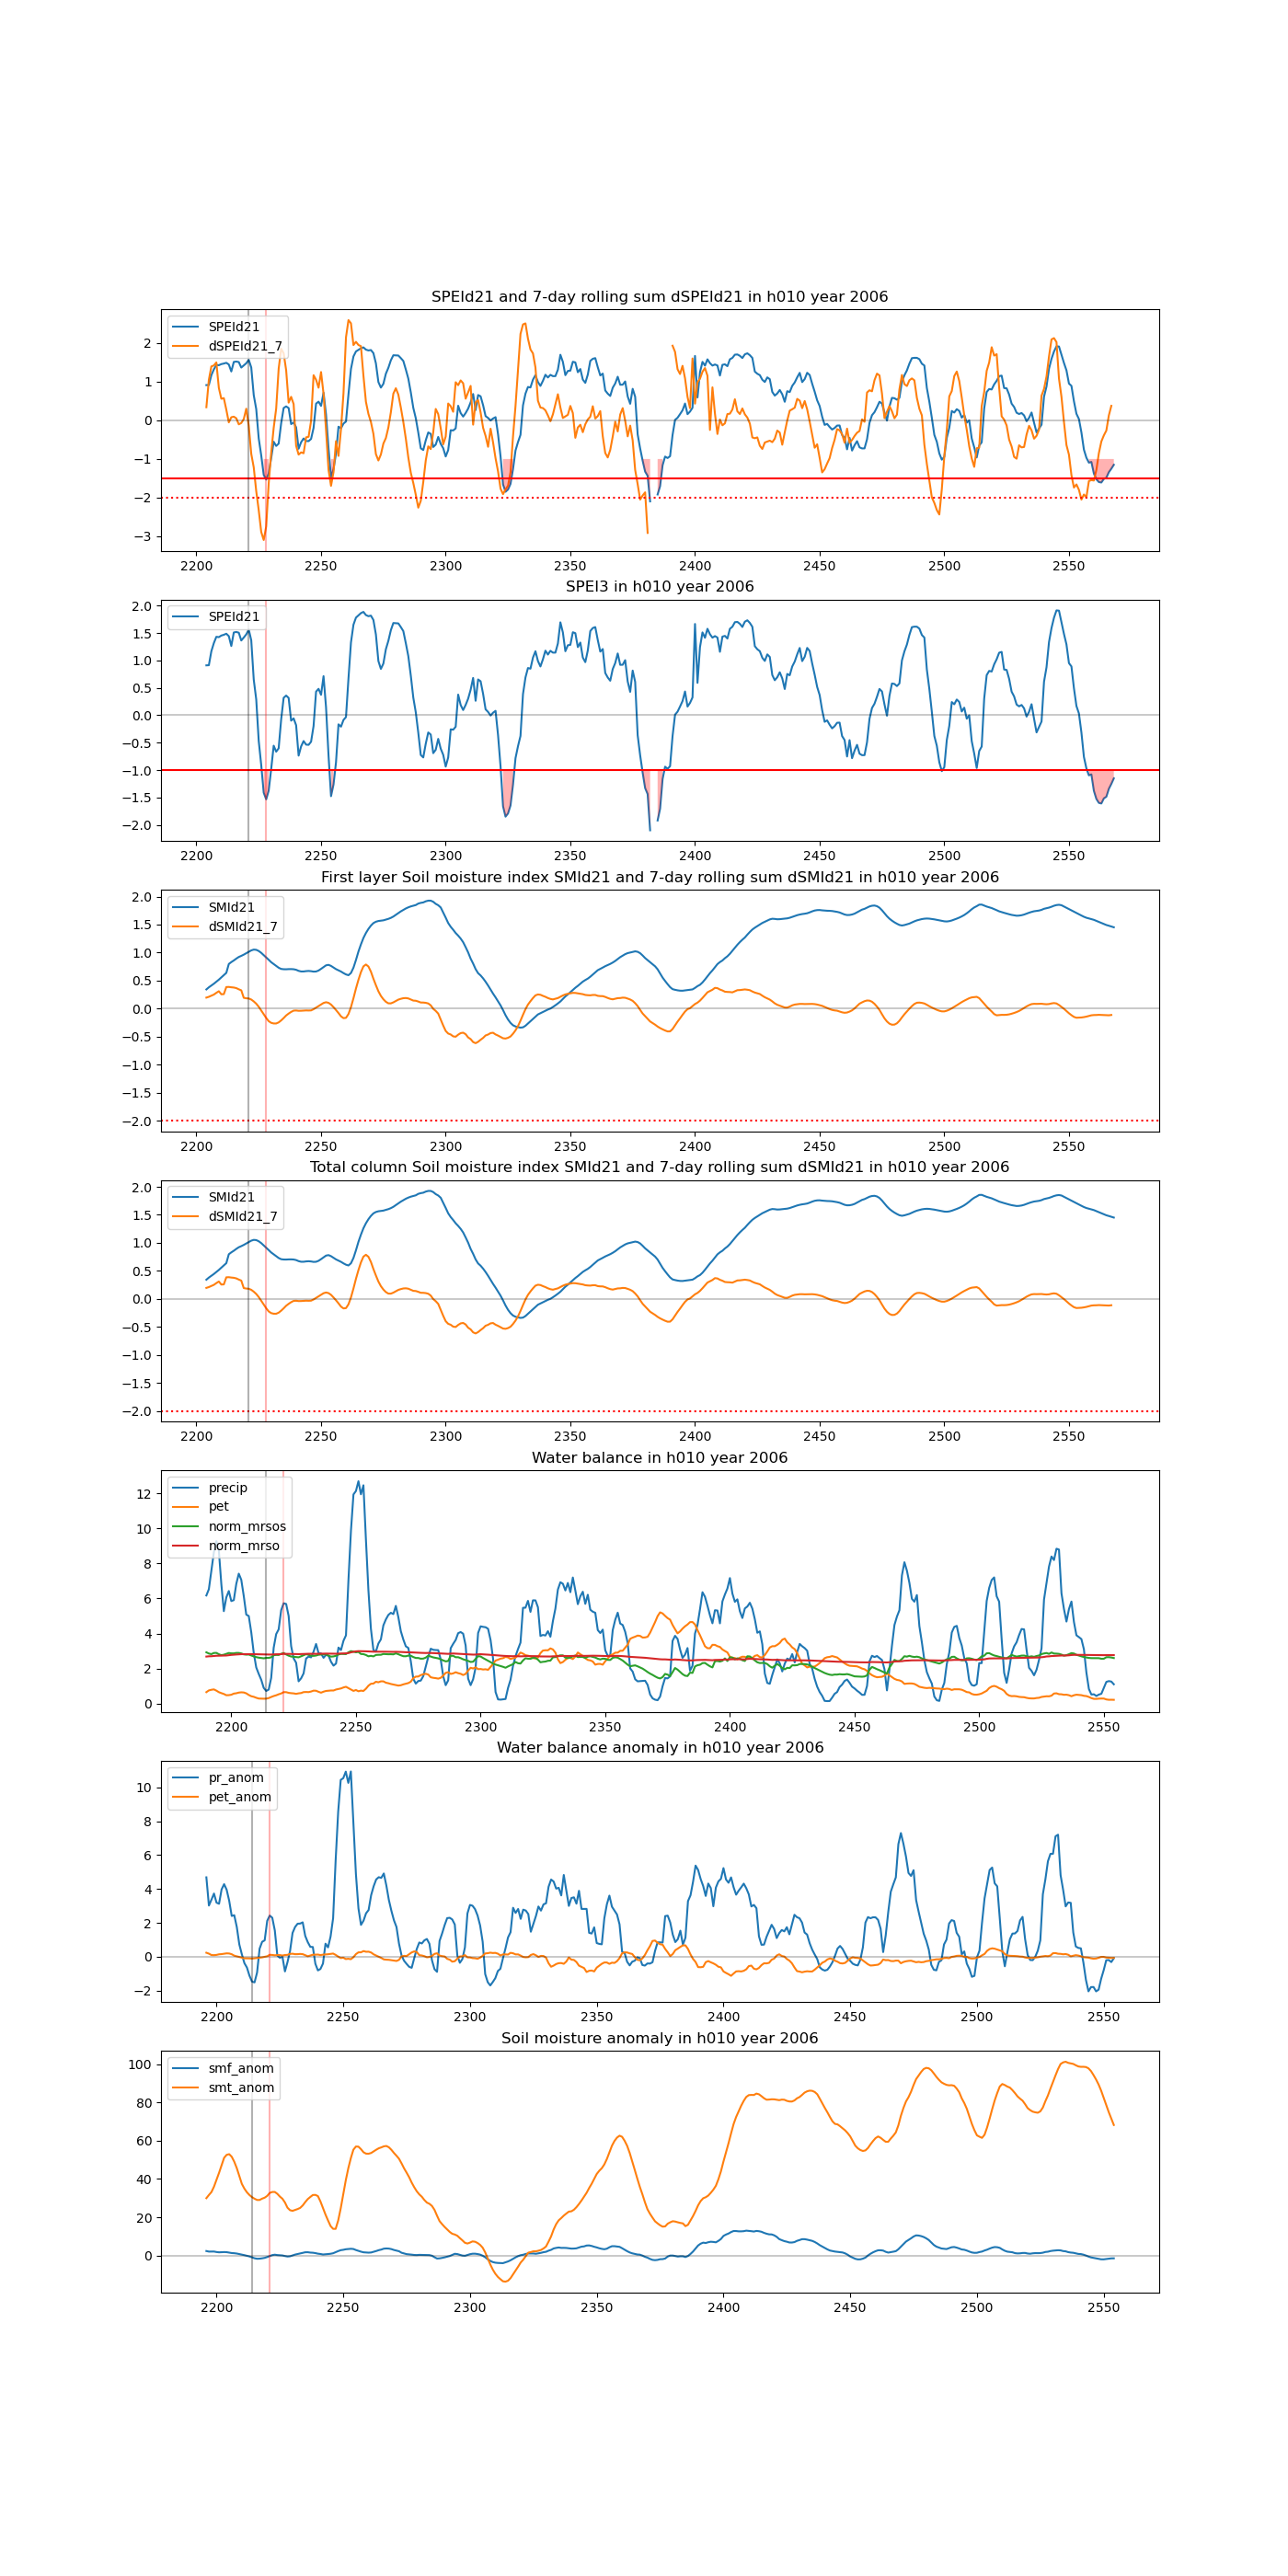 SPEId21 and 7-day rolling sum dSPEId21 in h010 year 2006
SPEId21
dSPEId21_7
2
1
0
−1
−2
−3
2200 2250 2300 2350 2400 2450 2500 2550
SPEI3 in h010 year 2006
SPEId21
2.0
1.5
1.0
0.5
0.0
−0.5
−1.0
−1.5
−2.0
2200 2250 2300 2350 2400 2450 2500 2550
First layer Soil moisture index SMId21 and 7-day rolling sum dSMId21 in h010 year 2006
SMId21
dSMId21_7
2.0
1.5
1.0
0.5
0.0
−0.5
−1.0
−1.5
−2.0
2200 2250 2300 2350 2400 2450 2500 2550
Total column Soil moisture index SMId21 and 7-day rolling sum dSMId21 in h010 year 2006
SMId21
dSMId21_7
2.0
1.5
1.0
0.5
0.0
−0.5
−1.0
−1.5
−2.0
2200 2250 2300 2350 2400 2450 2500 2550
Water balance in h010 year 2006
precip
pet
norm_mrsos
norm_mrso
12
10
8
6
4
2
0
2200 2250 2300 2350 2400 2450 2500 2550
Water balance anomaly in h010 year 2006
pr_anom
pet_anom
10
8
6
4
2
0
−2
2200 2250 2300 2350 2400 2450 2500 2550
Soil moisture anomaly in h010 year 2006
smf_anom
smt_anom
100
80
60
40
20
0
2200 2250 2300 2350 2400 2450 2500 2550